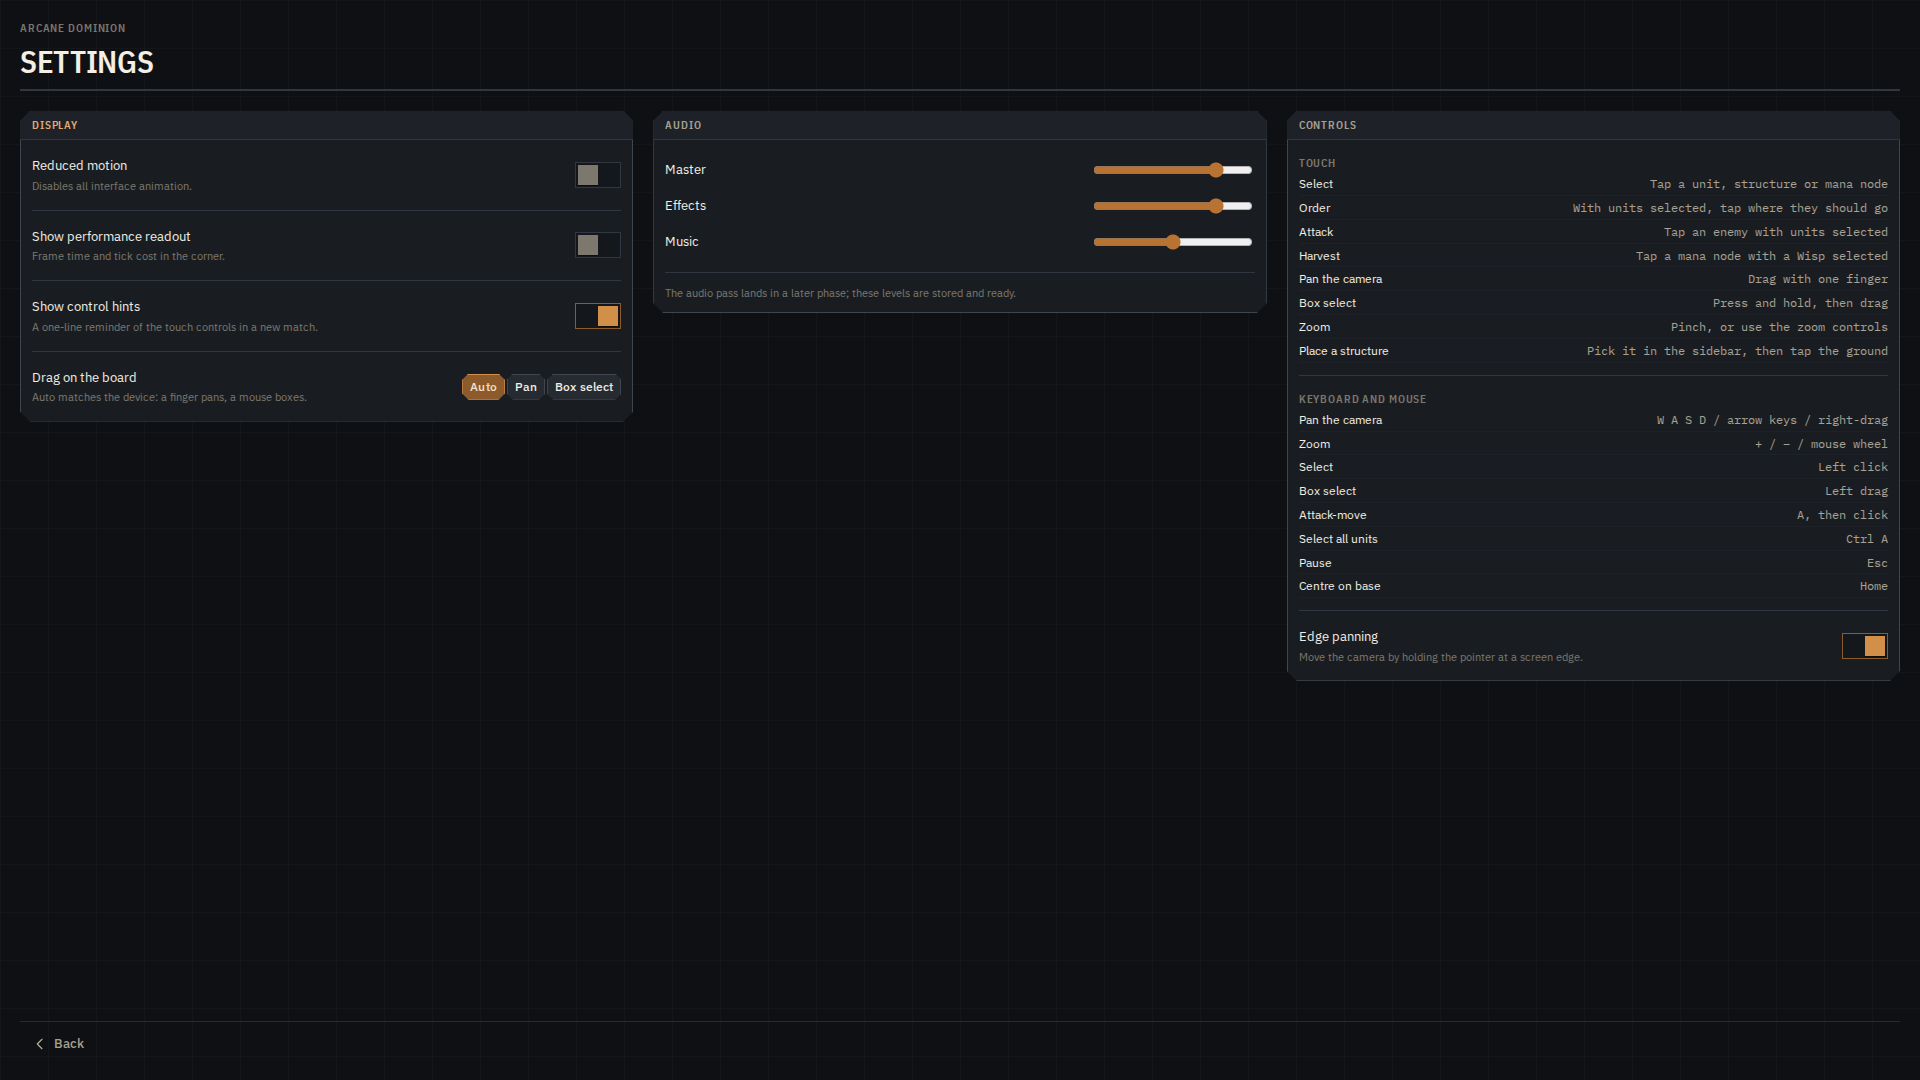 ARCANE DOMINION
SETTINGS
DISPLAY
Reduced motion
Disables all interface animation.
Show performance readout
Frame time and tick cost in the corner.
Show control hints
A one-line reminder of the touch controls in a new match.
Drag on the board
Auto matches the device: a finger pans, a mouse boxes.
Auto Pan Box select
AUDIO
Master
Effects
Music
The audio pass lands in a later phase; these levels are stored and ready.
CONTROLS
TOUCH
Select Tap a unit, structure or mana node
Order With units selected, tap where they should go
Attack Tap an enemy with units selected
Harvest Tap a mana node with a Wisp selected
Pan the camera Drag with one finger
Box select Press and hold, then drag
Zoom Pinch, or use the zoom controls
Place a structure Pick it in the sidebar, then tap the ground
KEYBOARD AND MOUSE
Pan the camera W A S D / arrow keys / right-drag
Zoom + / − / mouse wheel
Select Left click
Box select Left drag
Attack-move A, then click
Select all units Ctrl A
Pause Esc
Centre on base Home
Edge panning
Move the camera by holding the pointer at a screen edge.
Back